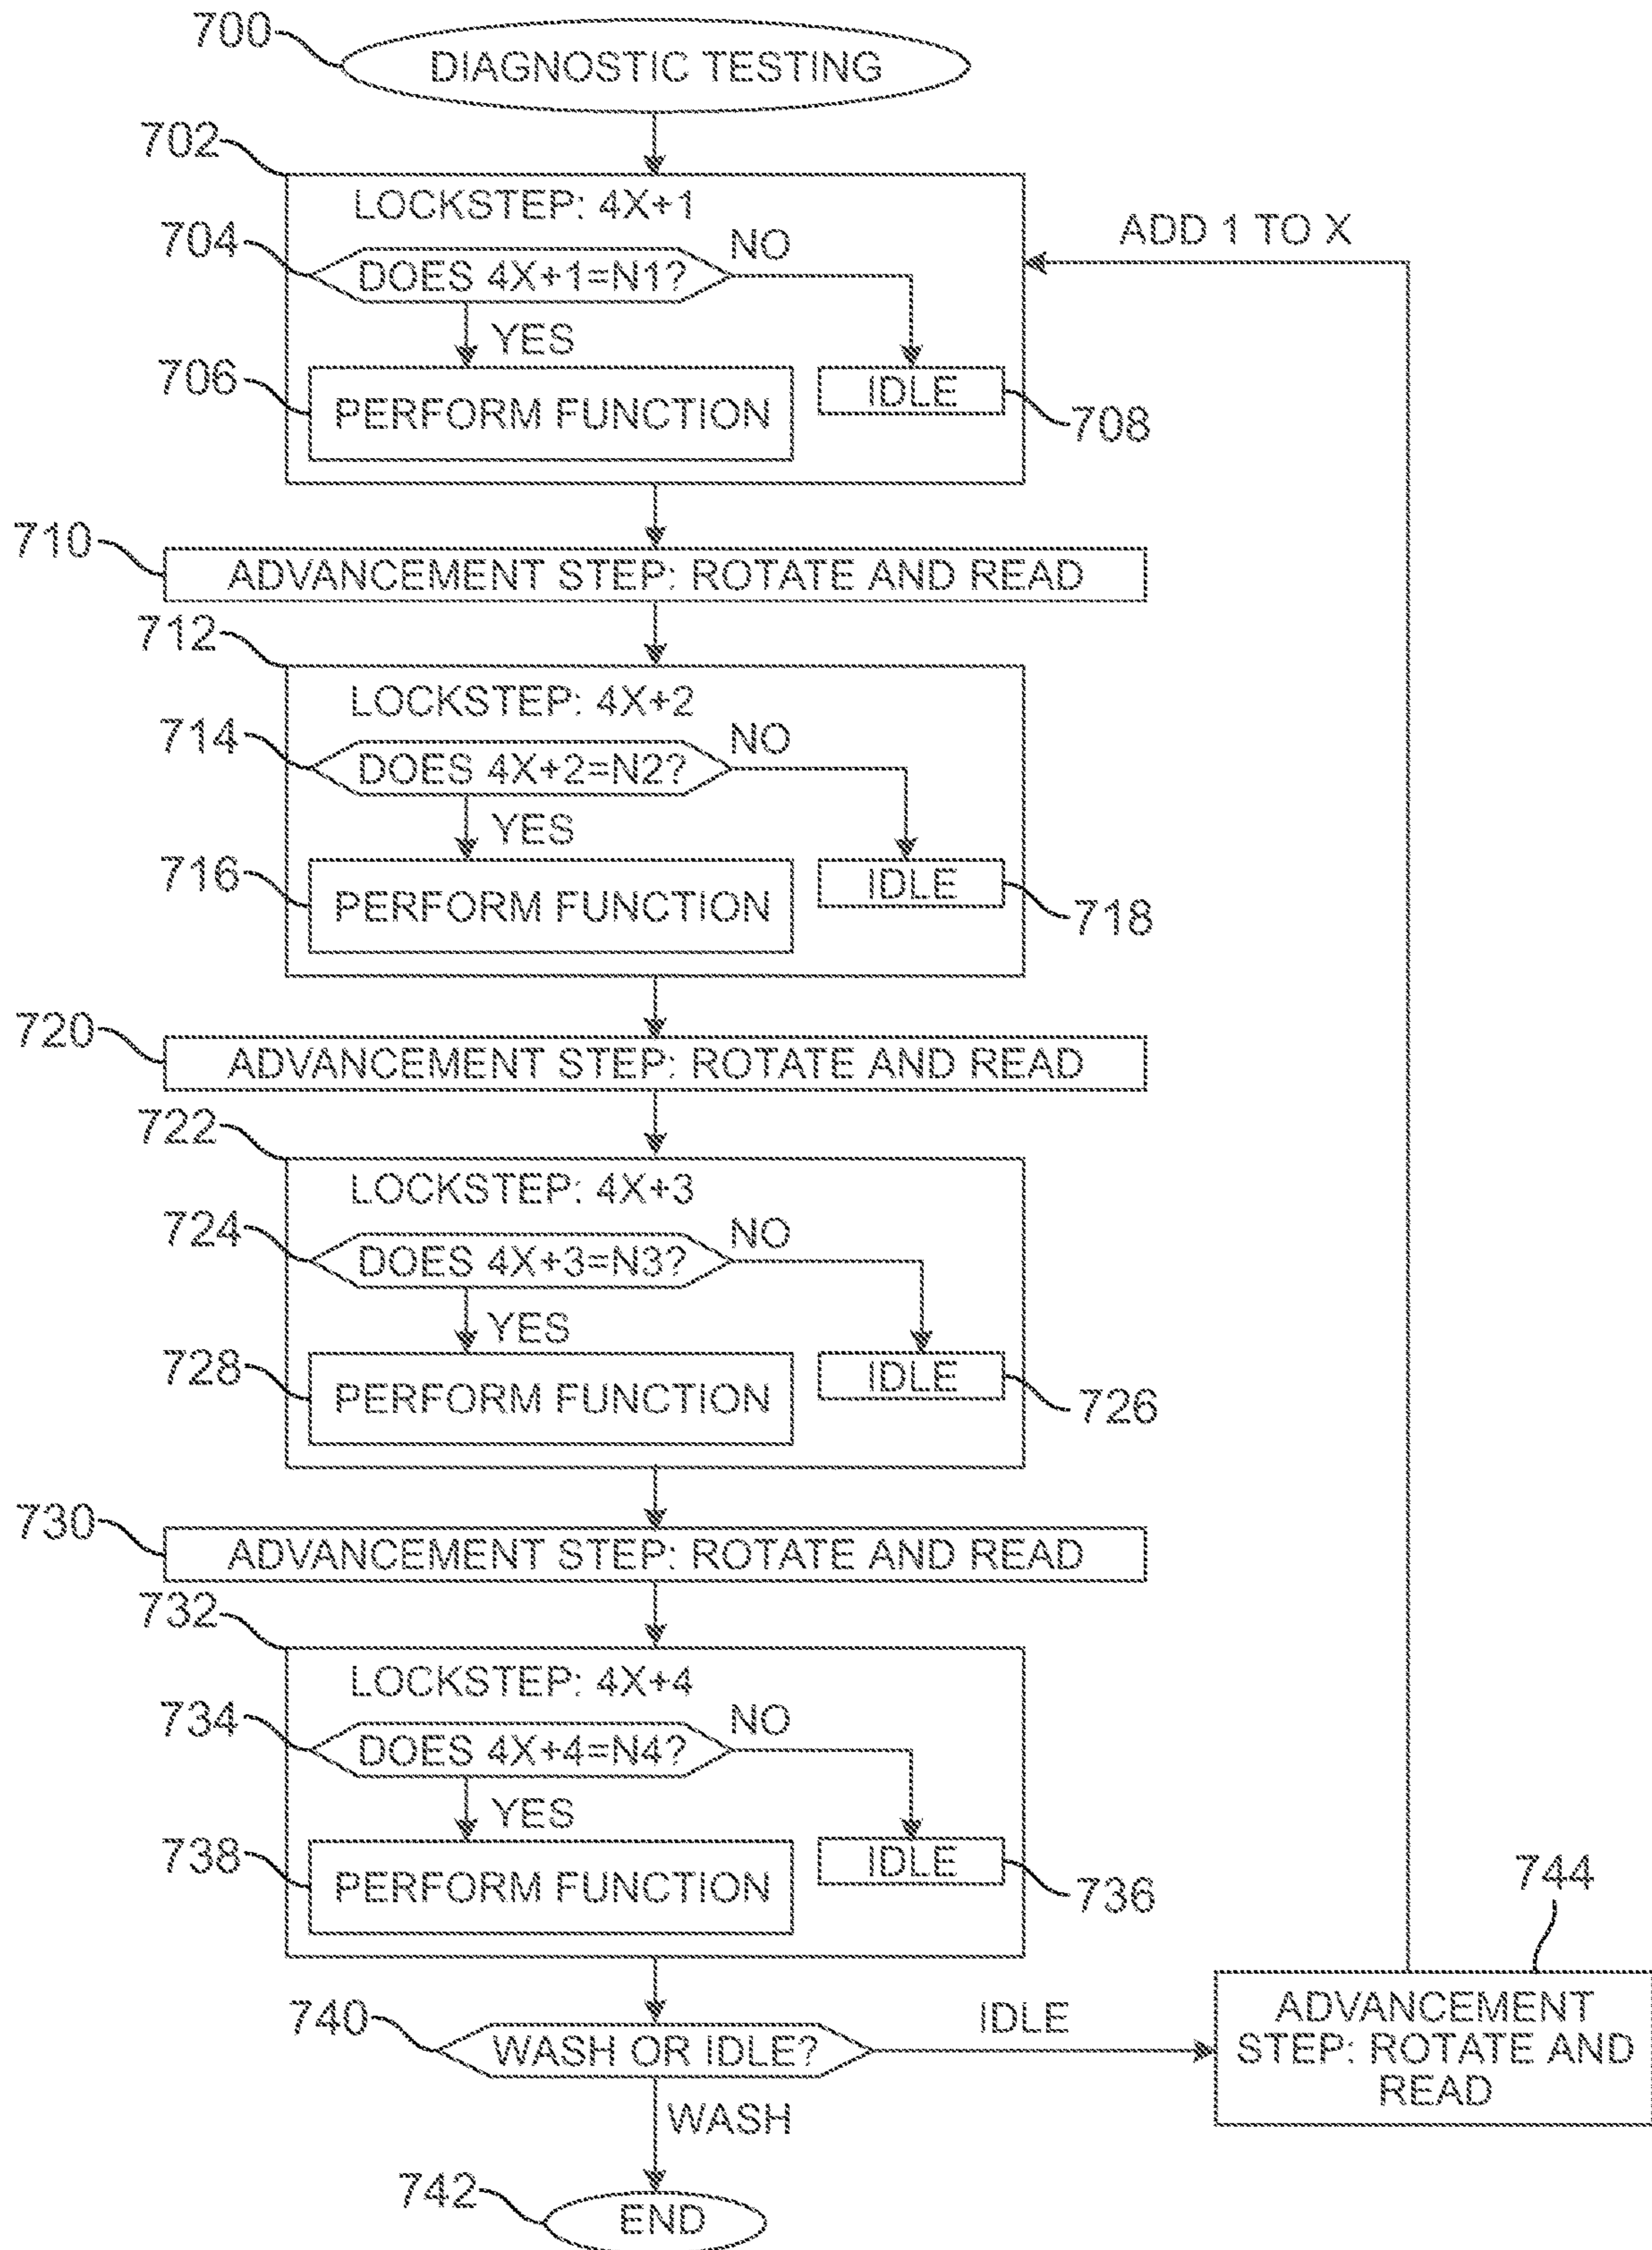 700
DIAGNOSTIC TESTING
702
LOCKSTEP: 4X+1
ADD 1 TO X
704
DOES 4X+1=N1?
NO
YES
706
PERFORM FUNCTION
IDLE
708
710
ADVANCEMENT STEP: ROTATE AND READ
712
LOCKSTEP: 4X+2
714
DOES 4X+2=N2?
NO
YES
716
PERFORM FUNCTION
IDLE
718
720
ADVANCEMENT STEP: ROTATE AND READ
722
LOCKSTEP: 4X+3
724
DOES 4X+3=N3?
NO
YES
728
PERFORM FUNCTION
IDLE
726
730
ADVANCEMENT STEP: ROTATE AND READ
732
LOCKSTEP: 4X+4
734
DOES 4X+4=N4?
NO
YES
738
PERFORM FUNCTION
IDLE
736
740
WASH OR IDLE?
IDLE
744
ADVANCEMENT
STEP: ROTATE AND
READ
WASH
742
END